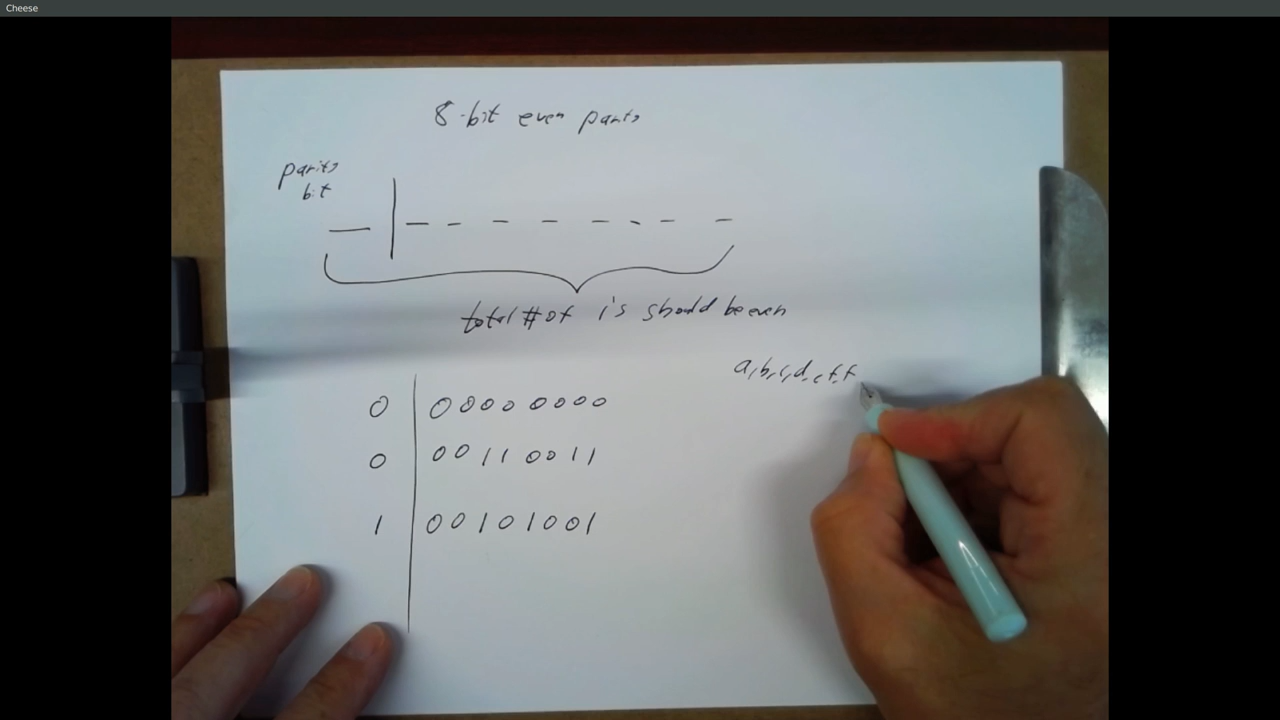 Cheese
8-bit even parity
parity
bit
total # of 1's should be even
a,b,c,d,e,f,f
0 | 00000000
0 | 00110011
1 | 00101001